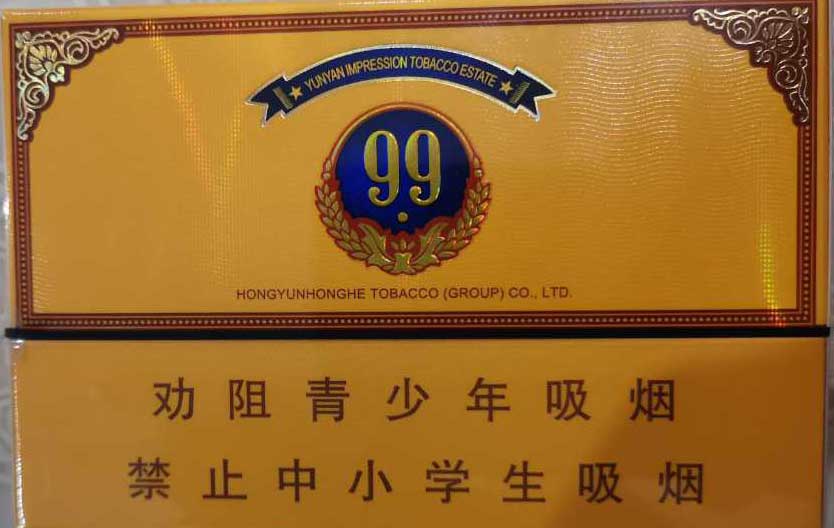 YUNYAN IMPRESSION TOBACCO ESTATE
99
HONGYUNHONGHE TOBACCO (GROUP) CO., LTD.
劝阻青少年吸烟
禁止中小学生吸烟